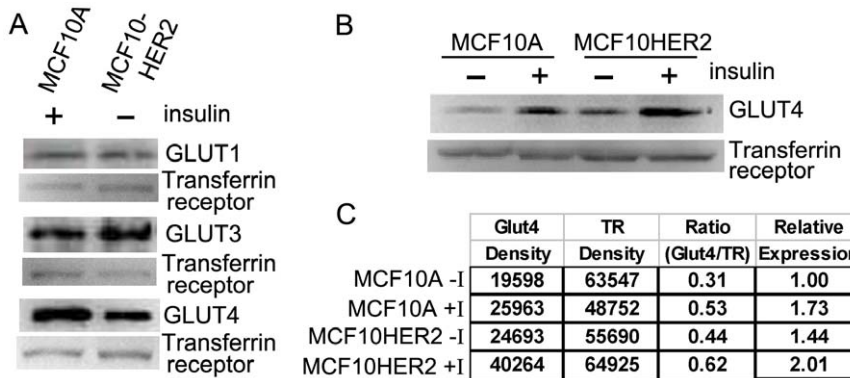 A
MCF10A
MCF10-
HER2
+ −
insulin
GLUT1
Transferrin
receptor
GLUT3
Transferrin
receptor
GLUT4
Transferrin
receptor
B
MCF10A MCF10HER2
− + − + insulin
GLUT4
Transferrin
receptor
C
Glut4 TR Ratio Relative
Density Density (Glut4/TR) Expression
MCF10A -I 19598 63547 0.31 1.00
MCF10A +I 25963 48752 0.53 1.73
MCF10HER2 -I 24693 55690 0.44 1.44
MCF10HER2 +I 40264 64925 0.62 2.01